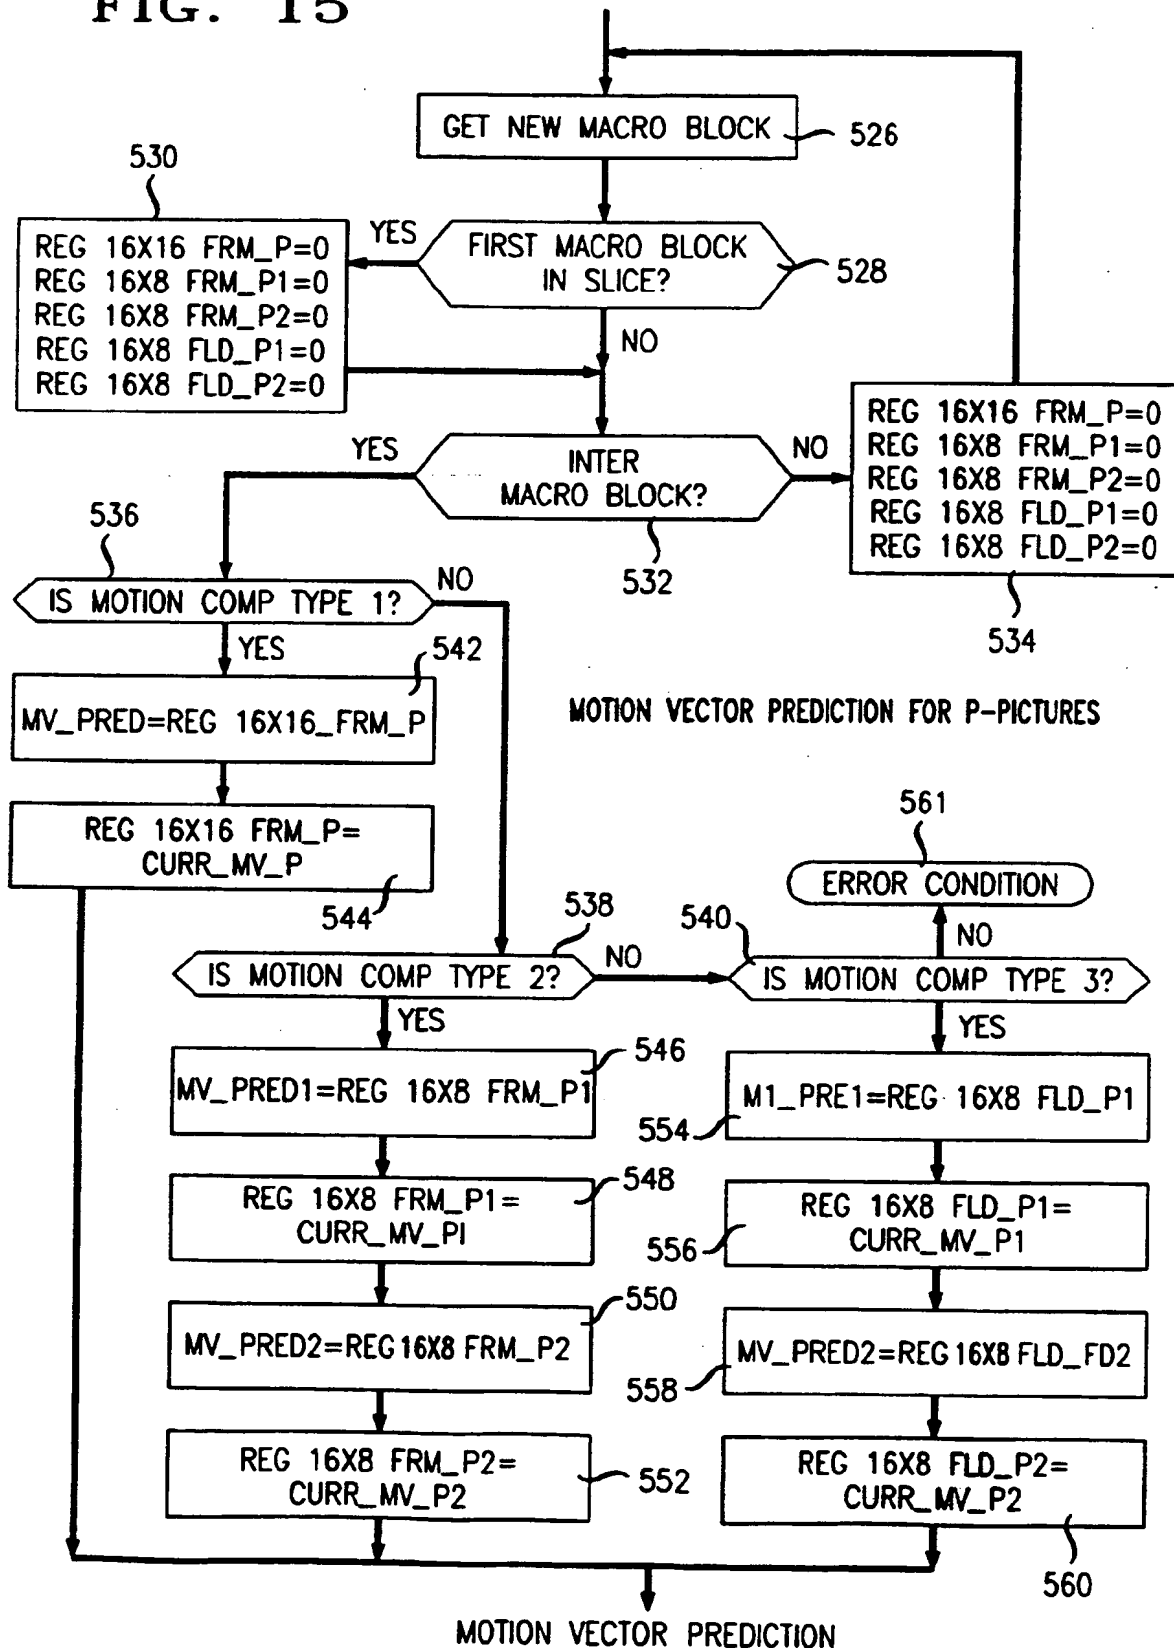 FIG. 15
GET NEW MACRO BLOCK
526
530
REG 16X16 FRM_P=0
REG 16X8 FRM_P1=0
REG 16X8 FRM_P2=0
REG 16X8 FLD_P1=0
REG 16X8 FLD_P2=0
YES
FIRST MACRO BLOCK
IN SLICE?
528
NO
YES
INTER
MACRO BLOCK?
NO
532
REG 16X16 FRM_P=0
REG 16X8 FRM_P1=0
REG 16X8 FRM_P2=0
REG 16X8 FLD_P1=0
REG 16X8 FLD_P2=0
534
536
IS MOTION COMP TYPE 1?
NO
YES
542
MV_PRED=REG 16X16_FRM_P
MOTION VECTOR PREDICTION FOR P-PICTURES
REG 16X16 FRM_P=
CURR_MV_P
544
561
ERROR CONDITION
NO
538
IS MOTION COMP TYPE 2?
NO
540
IS MOTION COMP TYPE 3?
YES
YES
546
MV_PRED1=REG 16X8 FRM_P1
M1_PRE1=REG 16X8 FLD_P1
554
548
REG 16X8 FRM_P1=
CURR_MV_PI
REG 16X8 FLD_P1=
CURR_MV_P1
556
550
MV_PRED2=REG 16X8 FRM_P2
MV_PRED2=REG 16X8 FLD_FD2
558
REG 16X8 FRM_P2=
CURR_MV_P2
552
REG 16X8 FLD_P2=
CURR_MV_P2
560
MOTION VECTOR PREDICTION